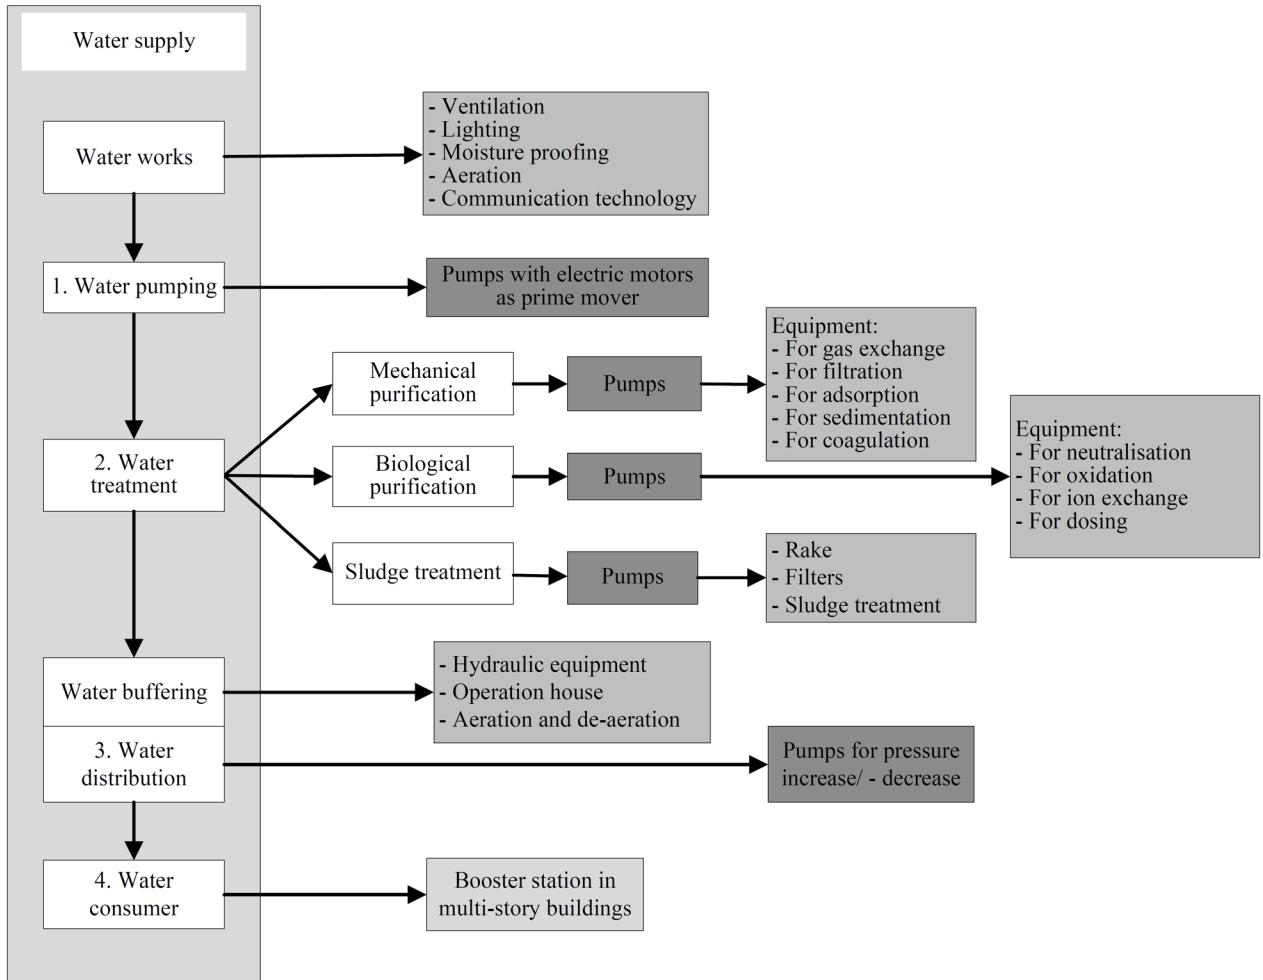 Water supply
Water works
- Ventilation
- Lighting
- Moisture proofing
- Aeration
- Communication technology
1. Water pumping
Pumps with electric motors
as prime mover
2. Water
treatment
Mechanical
purification
Pumps
Equipment:
- For gas exchange
- For filtration
- For adsorption
- For sedimentation
- For coagulation
Biological
purification
Pumps
Equipment:
- For neutralisation
- For oxidation
- For ion exchange
- For dosing
Sludge treatment
Pumps
- Rake
- Filters
- Sludge treatment
Water buffering
- Hydraulic equipment
- Operation house
- Aeration and de-aeration
3. Water
distribution
Pumps for pressure
increase/ - decrease
4. Water
consumer
Booster station in
multi-story buildings